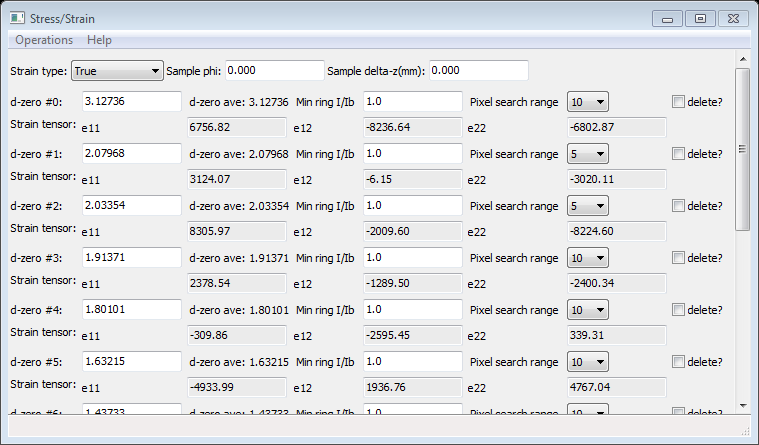 Stress/Strain
Operations Help
Strain type: True Sample phi: 0.000 Sample delta-z(mm): 0.000
d-zero #0: 3.12736 d-zero ave: 3.12736 Min ring I/Ib 1.0 Pixel search range 10 delete?
Strain tensor: e11 6756.82 e12 -8236.64 e22 -6802.87
d-zero #1: 2.07968 d-zero ave: 2.07968 Min ring I/Ib 1.0 Pixel search range 5 delete?
Strain tensor: e11 3124.07 e12 -6.15 e22 -3020.11
d-zero #2: 2.03354 d-zero ave: 2.03354 Min ring I/Ib 1.0 Pixel search range 5 delete?
Strain tensor: e11 8305.97 e12 -2009.60 e22 -8224.60
d-zero #3: 1.91371 d-zero ave: 1.91371 Min ring I/Ib 1.0 Pixel search range 10 delete?
Strain tensor: e11 2378.54 e12 -1289.50 e22 -2400.34
d-zero #4: 1.80101 d-zero ave: 1.80101 Min ring I/Ib 1.0 Pixel search range 10 delete?
Strain tensor: e11 -309.86 e12 -2595.45 e22 339.31
d-zero #5: 1.63215 d-zero ave: 1.63215 Min ring I/Ib 1.0 Pixel search range 10 delete?
Strain tensor: e11 -4933.99 e12 1936.76 e22 4767.04
d-zero #6: 1.43733 d-zero ave: 1.43733 Min ring I/Ib 1.0 Pixel search range 10 delete?